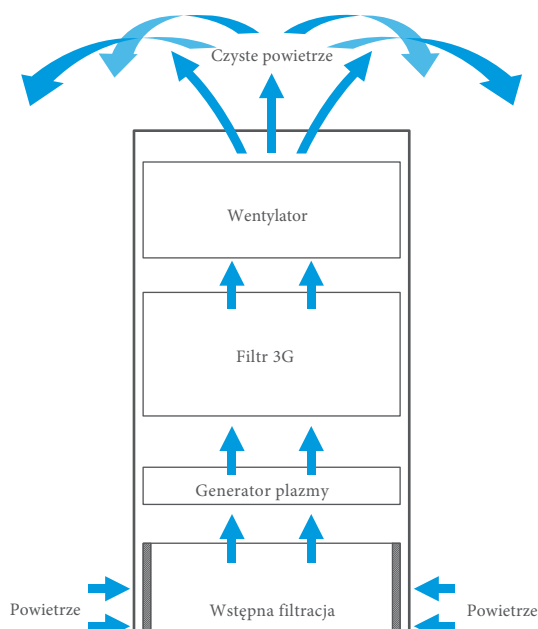 Czyste powietrze
Wentylator
Filtr 3G
Generator plazmy
Powietrze
Wstępna filtracja
Powietrze